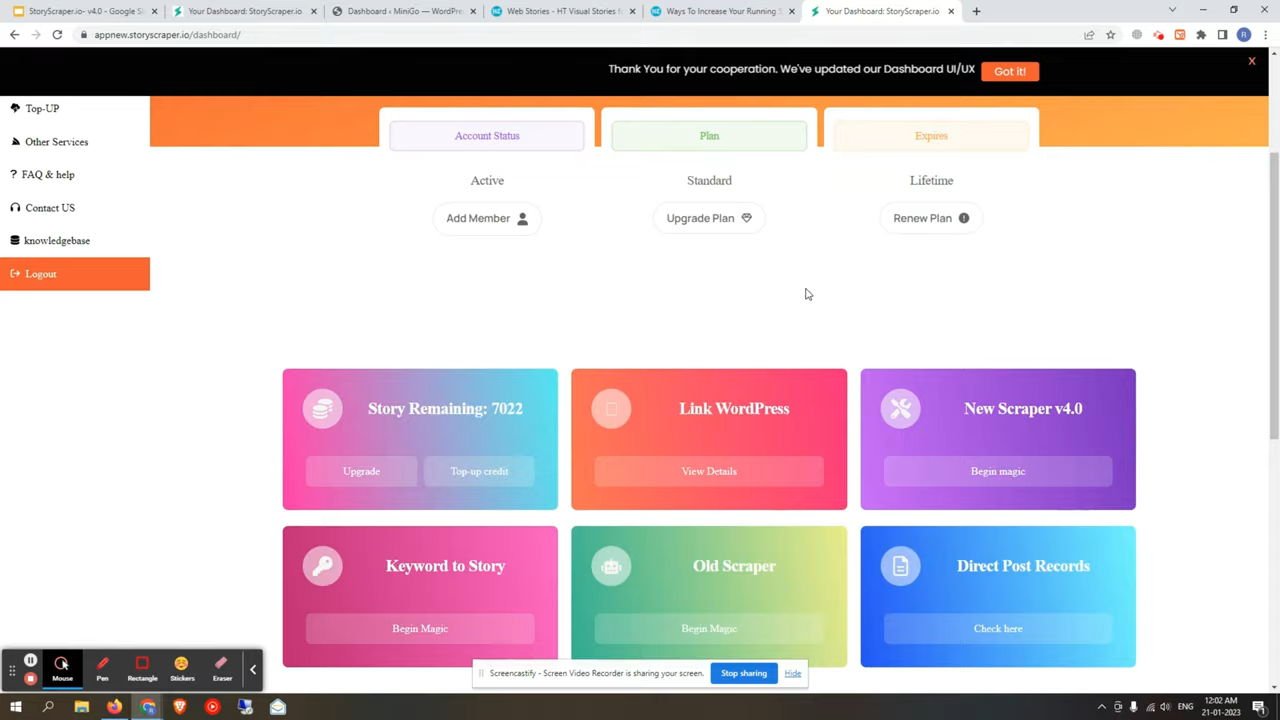 StoryScraper.io- v4.0 - Google Sli
Your Dashboard: StoryScraper.io
Dashboard ‹ MiniGo — WordPre
Web Stories - HT Visual Stories fo
Ways To Increase Your Running S
Your Dashboard: StoryScraper.io
appnew.storyscraper.io/dashboard/
R
Thank You for your cooperation. We've updated our Dashboard UI/UX
Got it!
X
Top-UP
Other Services
FAQ & help
Contact US
knowledgebase
Logout
Account Status
Plan
Expires
Active
Standard
Lifetime
Add Member
Upgrade Plan
Renew Plan
Story Remaining: 7022
Upgrade
Top-up credit
Link WordPress
View Details
New Scraper v4.0
Begin magic
Keyword to Story
Begin Magic
Old Scraper
Begin Magic
Direct Post Records
Check here
Mouse
Pen
Rectangle
Stickers
Eraser
Screencastify - Screen Video Recorder is sharing your screen.
Stop sharing
Hide
ENG
12:02 AM
21-01-2023